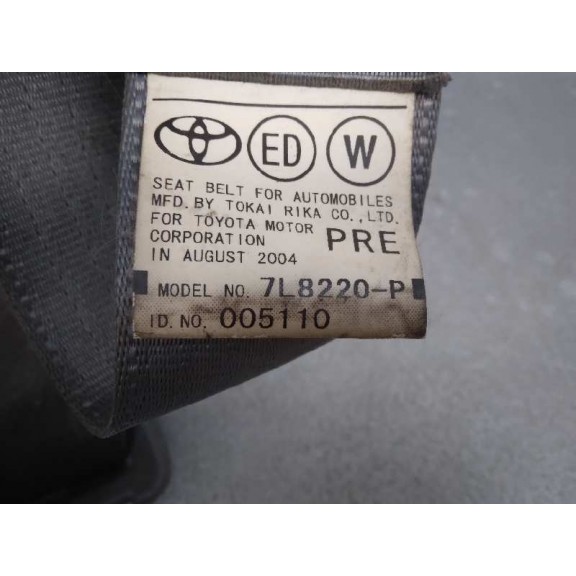 ED W
SEAT BELT FOR AUTOMOBILES
MFD. BY TOKAI RIKA CO., LTD.
FOR TOYOTA MOTOR
CORPORATION PRE
IN AUGUST 2004
MODEL NO. 7L8220-P
ID. NO. 005110